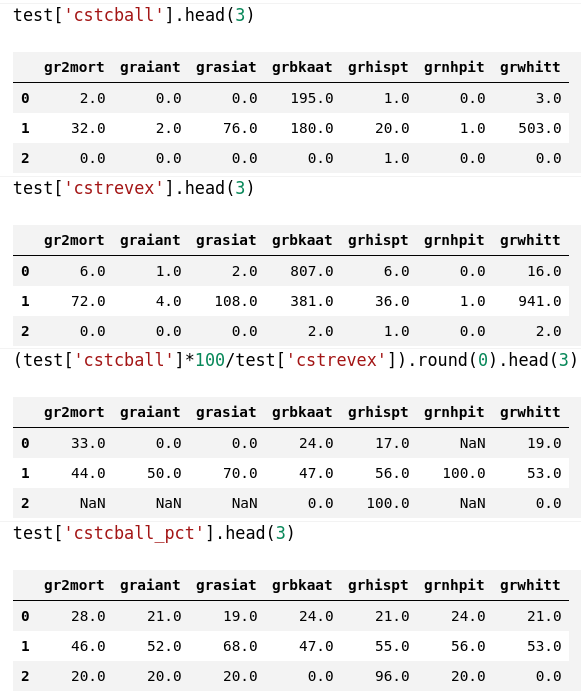 test['cstcball'].head(3)
gr2mort graiant grasiat grbkaat grhispt grnhpit grwhitt
0 2.0 0.0 0.0 195.0 1.0 0.0 3.0
1 32.0 2.0 76.0 180.0 20.0 1.0 503.0
2 0.0 0.0 0.0 0.0 1.0 0.0 0.0
test['cstrevex'].head(3)
gr2mort graiant grasiat grbkaat grhispt grnhpit grwhitt
0 6.0 1.0 2.0 807.0 6.0 0.0 16.0
1 72.0 4.0 108.0 381.0 36.0 1.0 941.0
2 0.0 0.0 0.0 2.0 1.0 0.0 2.0
(test['cstcball']*100/test['cstrevex']).round(0).head(3)
gr2mort graiant grasiat grbkaat grhispt grnhpit grwhitt
0 33.0 0.0 0.0 24.0 17.0 NaN 19.0
1 44.0 50.0 70.0 47.0 56.0 100.0 53.0
2 NaN NaN NaN 0.0 100.0 NaN 0.0
test['cstcball_pct'].head(3)
gr2mort graiant grasiat grbkaat grhispt grnhpit grwhitt
0 28.0 21.0 19.0 24.0 21.0 24.0 21.0
1 46.0 52.0 68.0 47.0 55.0 56.0 53.0
2 20.0 20.0 20.0 0.0 96.0 20.0 0.0